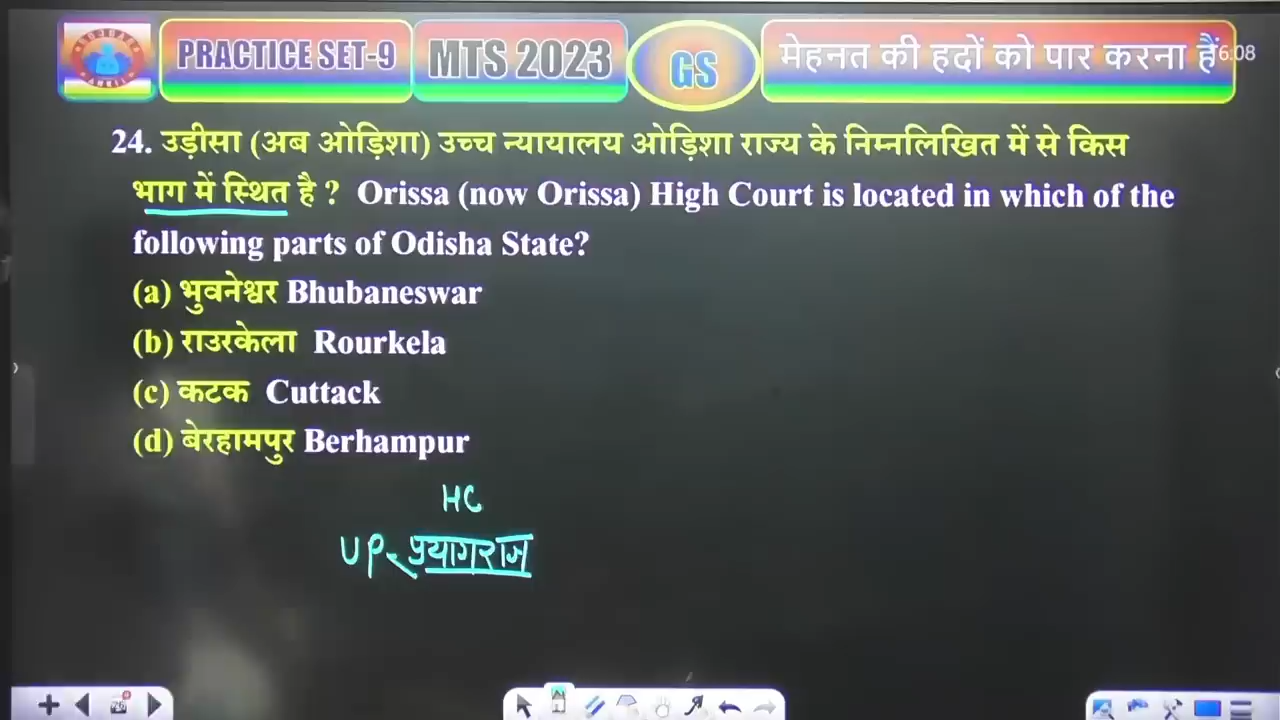 PRACTICE SET-9
MTS 2023
GS
मेहनत की हदों को पार करना हैं
6:08
24. उड़ीसा (अब ओड़िशा) उच्च न्यायालय ओड़िशा राज्य के निम्नलिखित में से किस
भाग में स्थित है ? Orissa (now Orissa) High Court is located in which of the
following parts of Odisha State?
(a) भुवनेश्वर Bhubaneswar
(b) राउरकेला Rourkela
(c) कटक Cuttack
(d) बेरहामपुर Berhampur
HC
UP प्रयागराज